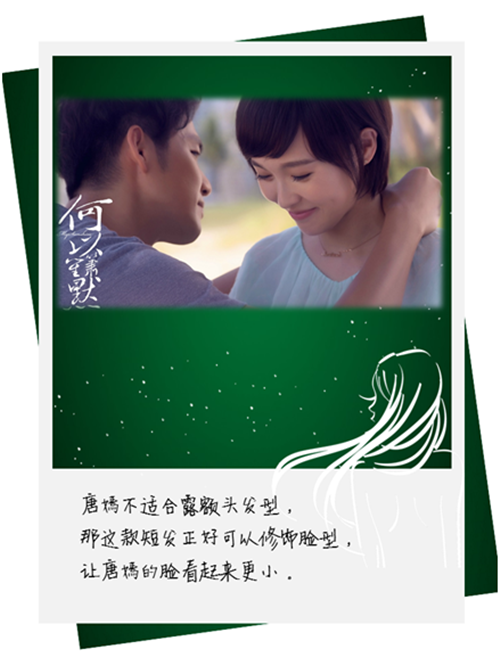 何以
笙箫默
唐嫣不适合露额头发型，
那这款短发正好可以修饰脸型，
让唐嫣的脸看起来更小。